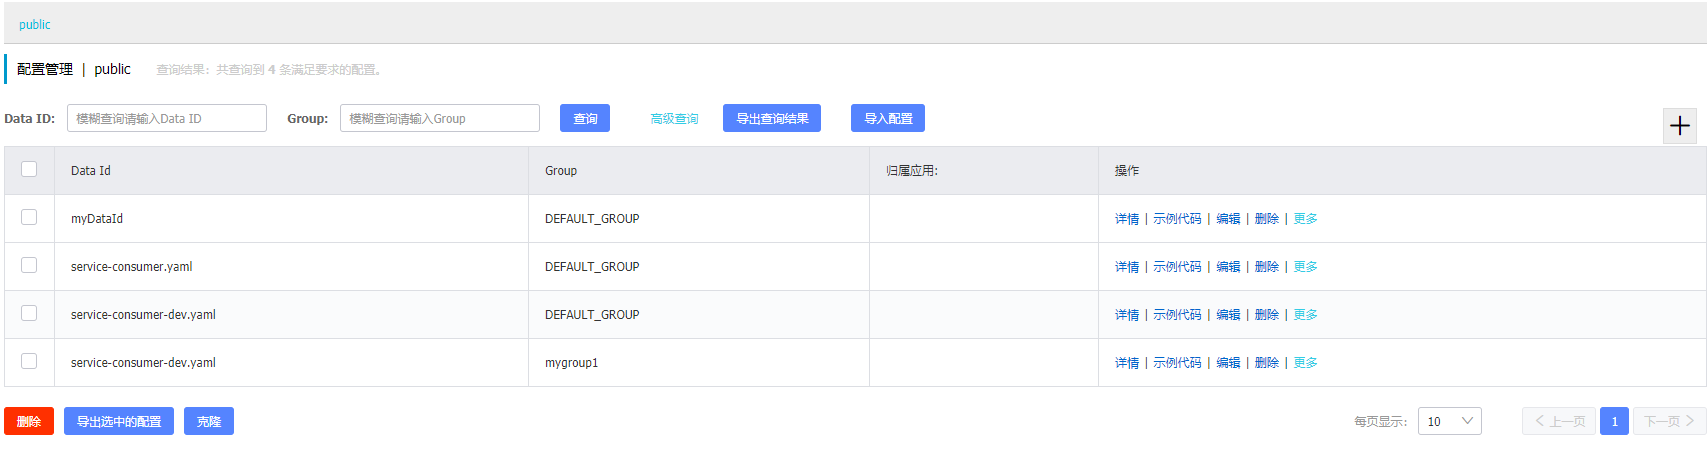 public
配置管理 | public 查询结果：共查询到 4 条满足要求的配置。
Data ID: 模糊查询请输入Data ID Group: 模糊查询请输入Group 查询 高级查询 导出查询结果 导入配置
Data Id Group 归属应用: 操作
myDataId DEFAULT_GROUP 详情 | 示例代码 | 编辑 | 删除 | 更多
service-consumer.yaml DEFAULT_GROUP 详情 | 示例代码 | 编辑 | 删除 | 更多
service-consumer-dev.yaml DEFAULT_GROUP 详情 | 示例代码 | 编辑 | 删除 | 更多
service-consumer-dev.yaml mygroup1 详情 | 示例代码 | 编辑 | 删除 | 更多
删除 导出选中的配置 克隆 每页显示: 10 上一页 1 下一页